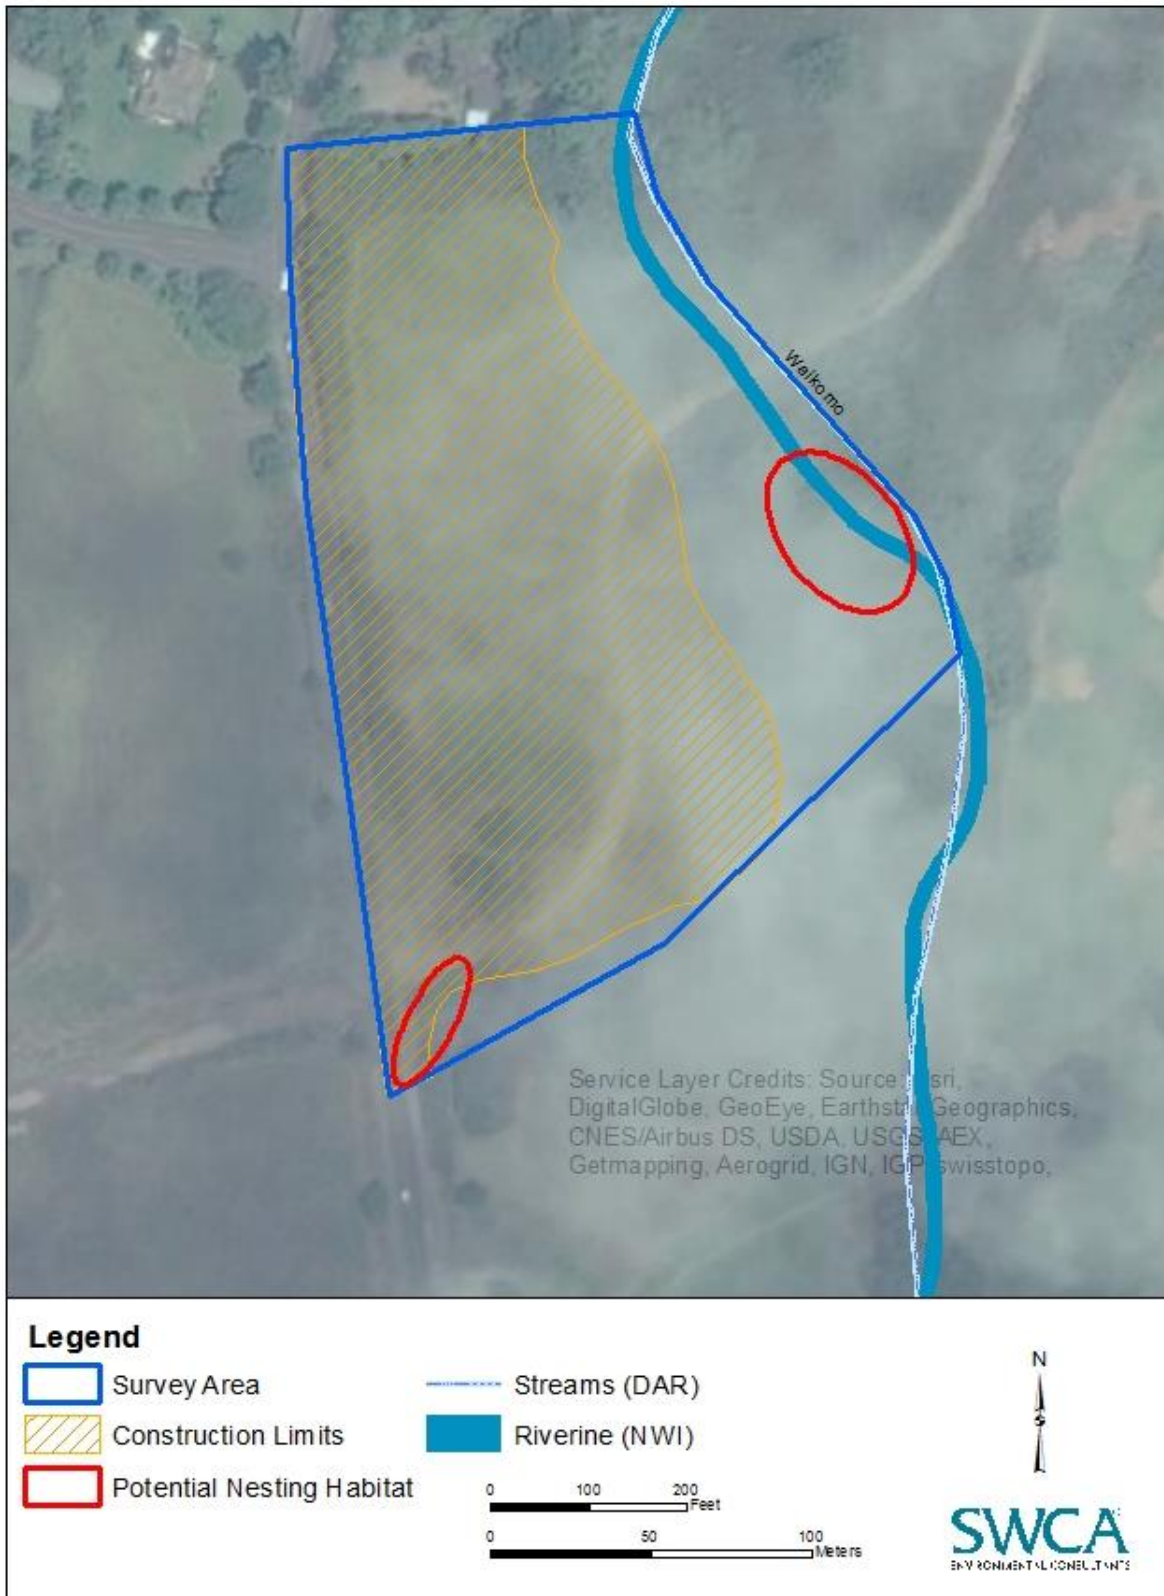 Waikomo
Service Layer Credits: Source: Esri,
DigitalGlobe, GeoEye, Earthstar Geographics,
CNES/Airbus DS, USDA, USGS, AEX,
Getmapping, Aerogrid, IGN, IGP, swisstopo,
Legend
Survey Area
Construction Limits
Potential Nesting Habitat
Streams (DAR)
Riverine (NWI)
0 100 200
Feet
0 50 100
Meters
N
SWCA
ENVIRONMENTAL CONSULTANTS